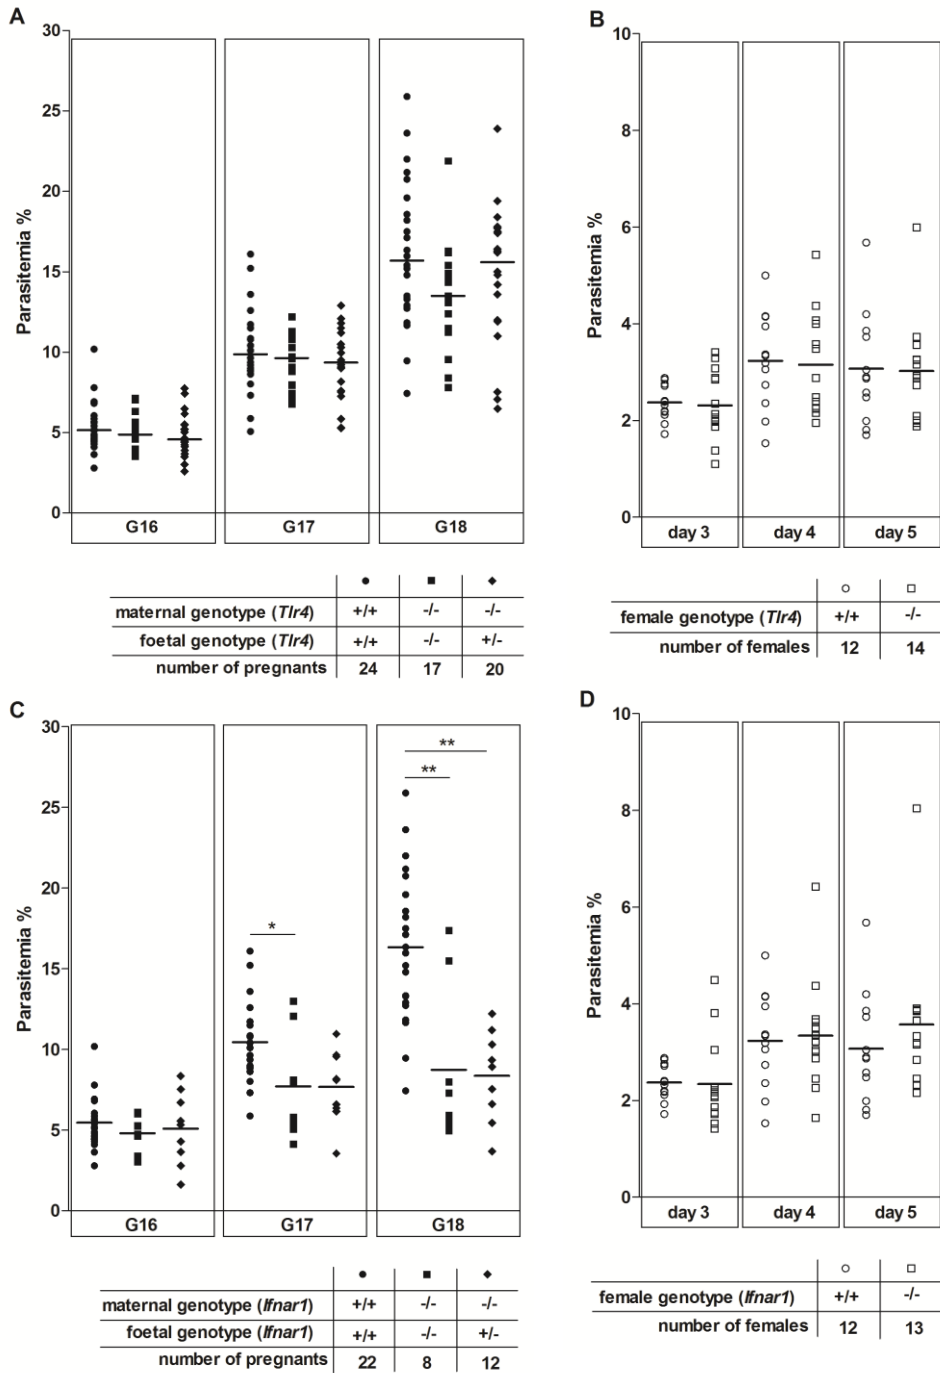 A
Parasitemia %
30
25
20
15
10
5
0
G16 G17 G18
maternal genotype (Tlr4) +/+ -/- -/-
foetal genotype (Tlr4) +/+ -/- +/-
number of pregnants 24 17 20
B
Parasitemia %
10
8
6
4
2
0
day 3 day 4 day 5
female genotype (Tlr4) +/+ -/-
number of females 12 14
C
Parasitemia %
30
25
20
15
10
5
0
*
**
**
G16 G17 G18
maternal genotype (Ifnar1) +/+ -/- -/-
foetal genotype (Ifnar1) +/+ -/- +/-
number of pregnants 22 8 12
D
Parasitemia %
10
8
6
4
2
0
day 3 day 4 day 5
female genotype (Ifnar1) +/+ -/-
number of females 12 13